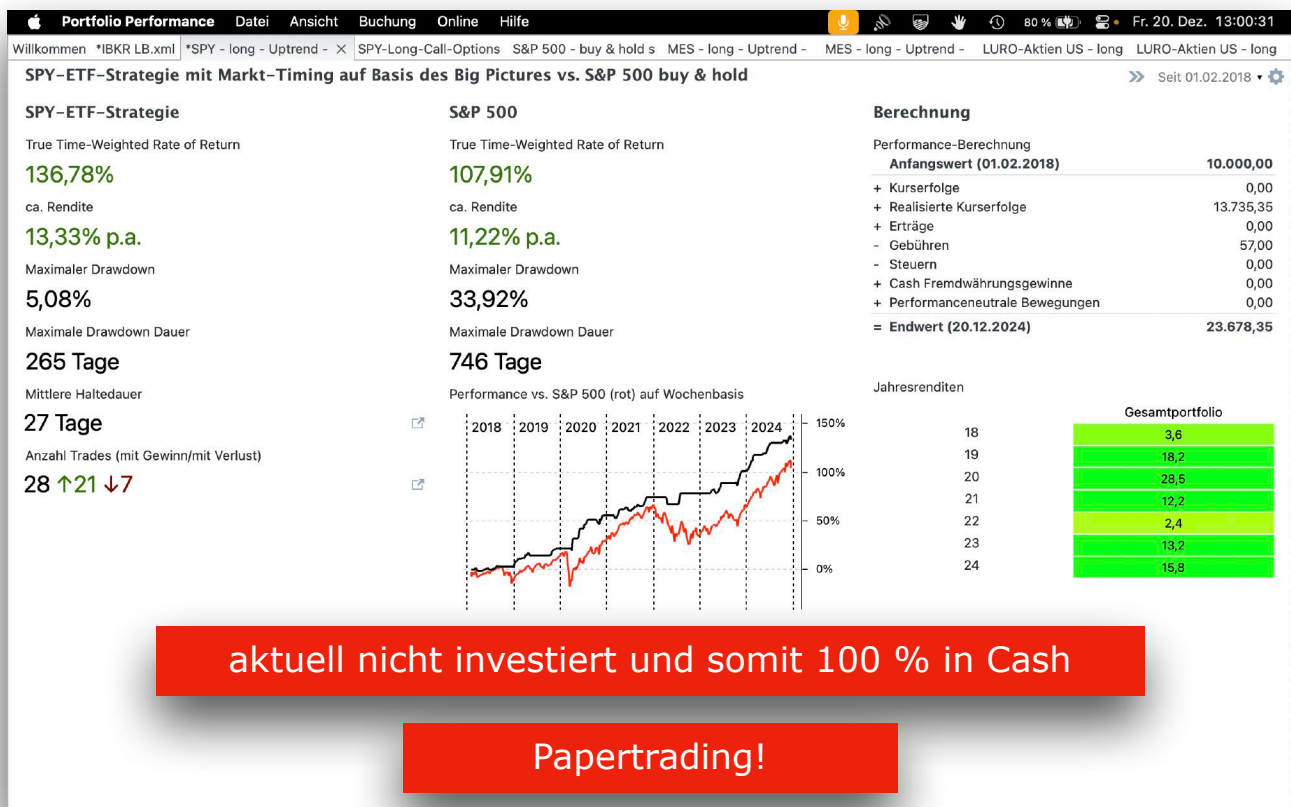 Portfolio Performance Datei Ansicht Buchung Online Hilfe 80 % Fr. 20. Dez. 13:00:31
Willkommen *IBKR LB.xml *SPY - long - Uptrend - SPY-Long-Call-Options S&P 500 - buy & hold s MES - long - Uptrend - MES - long - Uptrend - LURO-Aktien US - long LURO-Aktien US - long
SPY-ETF-Strategie mit Markt-Timing auf Basis des Big Pictures vs. S&P 500 buy & hold
Seit 01.02.2018
SPY-ETF-Strategie
True Time-Weighted Rate of Return
136,78%
ca. Rendite
13,33% p.a.
Maximaler Drawdown
5,08%
Maximale Drawdown Dauer
265 Tage
Mittlere Haltedauer
27 Tage
Anzahl Trades (mit Gewinn/mit Verlust)
28 ↑21 ↓7
S&P 500
True Time-Weighted Rate of Return
107,91%
ca. Rendite
11,22% p.a.
Maximaler Drawdown
33,92%
Maximale Drawdown Dauer
746 Tage
Performance vs. S&P 500 (rot) auf Wochenbasis
2018 2019 2020 2021 2022 2023 2024
150%
100%
50%
0%
Berechnung
Performance-Berechnung
Anfangswert (01.02.2018) 10.000,00
+ Kurserfolge 0,00
+ Realisierte Kurserfolge 13.735,35
+ Erträge 0,00
- Gebühren 57,00
- Steuern 0,00
+ Cash Fremdwährungsgewinne 0,00
+ Performanceneutrale Bewegungen 0,00
= Endwert (20.12.2024) 23.678,35
Jahresrenditen
Gesamtportfolio
18 3,6
19 18,2
20 28,5
21 12,2
22 2,4
23 13,2
24 15,8
aktuell nicht investiert und somit 100 % in Cash
Papertrading!